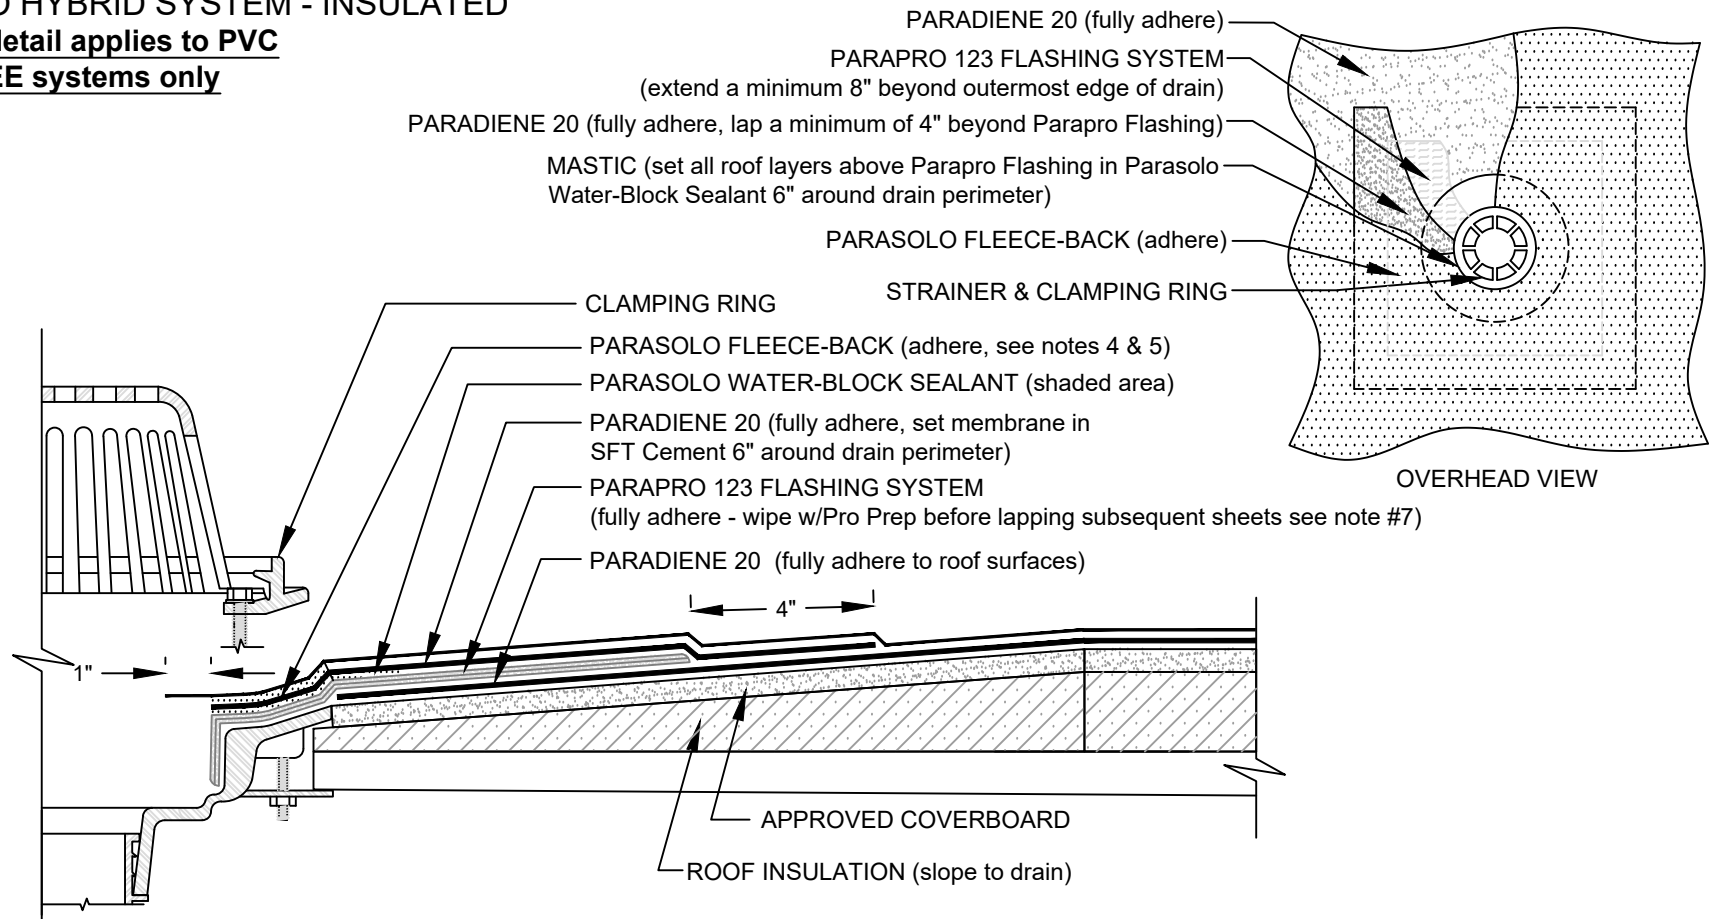 HYBRID SYSTEM - INSULATED
detail applies to PVC
systems only
PARADIENE 20 (fully adhere)
PARAPRO 123 FLASHING SYSTEM
(extend a minimum 8" beyond outermost edge of drain)
PARADIENE 20 (fully adhere, lap a minimum of 4" beyond Parapro Flashing)
MASTIC (set all roof layers above Parapro Flashing in Parasolo
Water-Block Sealant 6" around drain perimeter)
PARASOLO FLEECE-BACK (adhere)
STRAINER & CLAMPING RING
OVERHEAD VIEW
CLAMPING RING
PARASOLO FLEECE-BACK (adhere, see notes 4 & 5)
PARASOLO WATER-BLOCK SEALANT (shaded area)
PARADIENE 20 (fully adhere, set membrane in
SFT Cement 6" around drain perimeter)
PARAPRO 123 FLASHING SYSTEM
(fully adhere - wipe w/Pro Prep before lapping subsequent sheets see note #7)
PARADIENE 20 (fully adhere to roof surfaces)
4"
1"
APPROVED COVERBOARD
ROOF INSULATION (slope to drain)